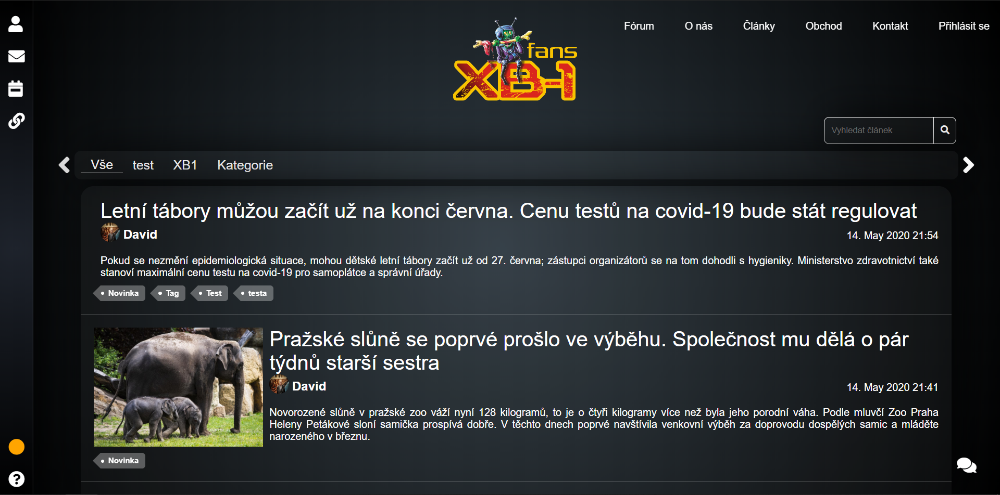 Fórum
O nás
Články
Obchod
Kontakt
Přihlásit se
fans
XB-1
Vyhledat článek
Vše
test
XB1
Kategorie
Letní tábory můžou začít už na konci června. Cenu testů na covid-19 bude stát regulovat
David
14. May 2020 21:54
Pokud se nezmění epidemiologická situace, mohou dětské letní tábory začít už od 27. června; zástupci organizátorů se na tom dohodli s hygieniky. Ministerstvo zdravotnictví také
stanoví maximální cenu testu na covid-19 pro samoplátce a správní úřady.
Novinka
Tag
Test
testa
Pražské slůně se poprvé prošlo ve výběhu. Společnost mu dělá o pár
týdnů starší sestra
David
14. May 2020 21:41
Novorozené slůně v pražské zoo váží nyní 128 kilogramů, to je o čtyři kilogramy více než byla jeho porodní váha. Podle mluvčí Zoo Praha
Heleny Petákové sloní samička prospívá dobře. V těchto dnech poprvé navštívila venkovní výběh za doprovodu dospělých samic a mláděte
narozeného v březnu.
Novinka